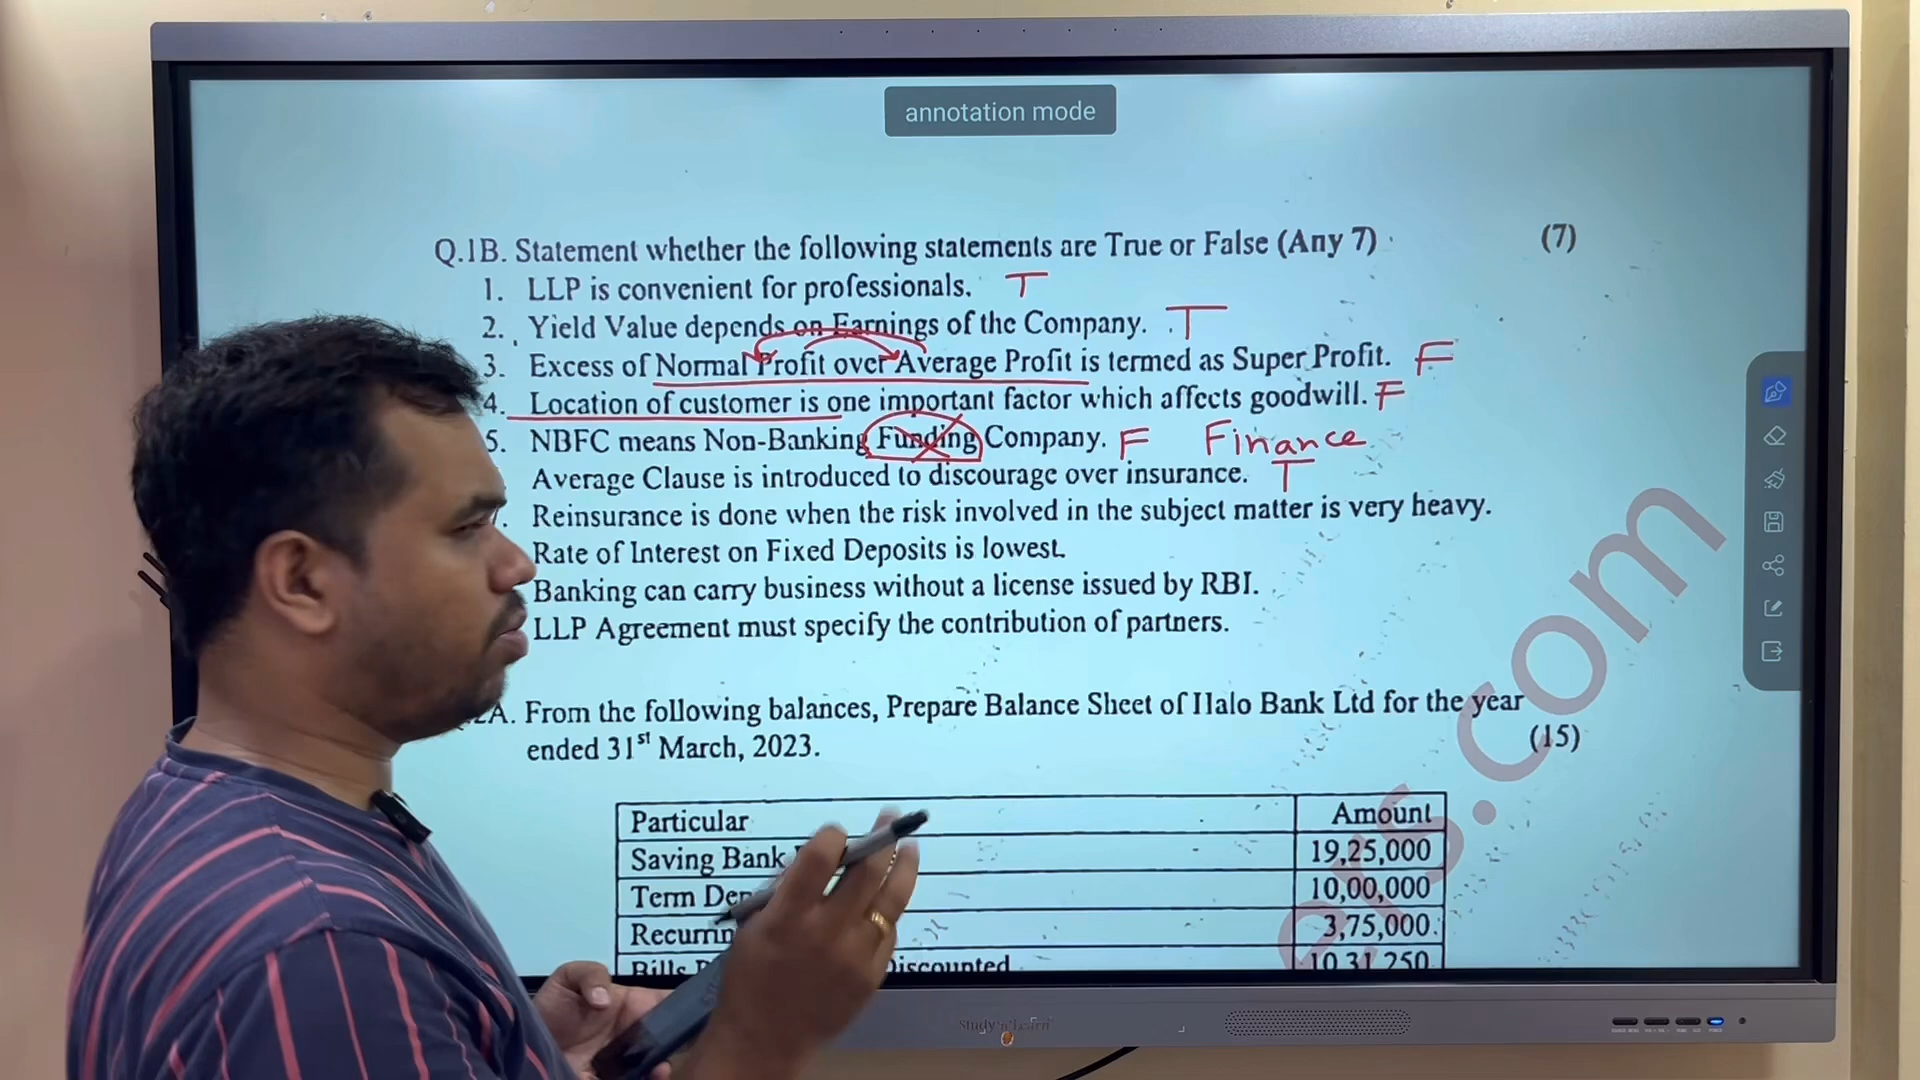 annotation mode
Q.1B. Statement whether the following statements are True or False (Any 7) (7)
1. LLP is convenient for professionals. T
2. Yield Value depends on Earnings of the Company. T
3. Excess of Normal Profit over Average Profit is termed as Super Profit. F
4. Location of customer is one important factor which affects goodwill. F
5. NBFC means Non-Banking Funding Company. F Finance
Average Clause is introduced to discourage over insurance. T
Reinsurance is done when the risk involved in the subject matter is very heavy.
Rate of Interest on Fixed Deposits is lowest.
Banking can carry business without a license issued by RBI.
LLP Agreement must specify the contribution of partners.
A. From the following balances, Prepare Balance Sheet of Halo Bank Ltd for the year
ended 31st March, 2023. (15)
Particular Amount
Saving Bank 19,25,000
Term 10,00,000
3,75,000
Bills Discounted 10,31,250
ers.com
Study'n'Learn